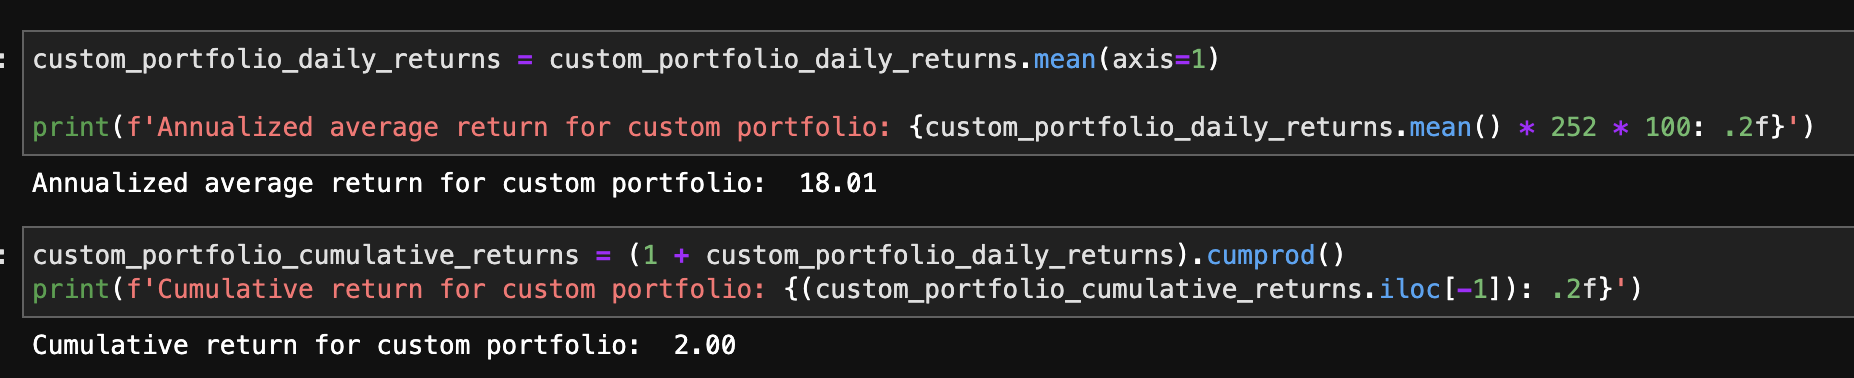 :
custom_portfolio_daily_returns = custom_portfolio_daily_returns.mean(axis=1)
print(f'Annualized average return for custom portfolio: {custom_portfolio_daily_returns.mean() * 252 * 100: .2f}')
Annualized average return for custom portfolio:  18.01
:
custom_portfolio_cumulative_returns = (1 + custom_portfolio_daily_returns).cumprod()
print(f'Cumulative return for custom portfolio: {(custom_portfolio_cumulative_returns.iloc[-1]): .2f}')
Cumulative return for custom portfolio:  2.00